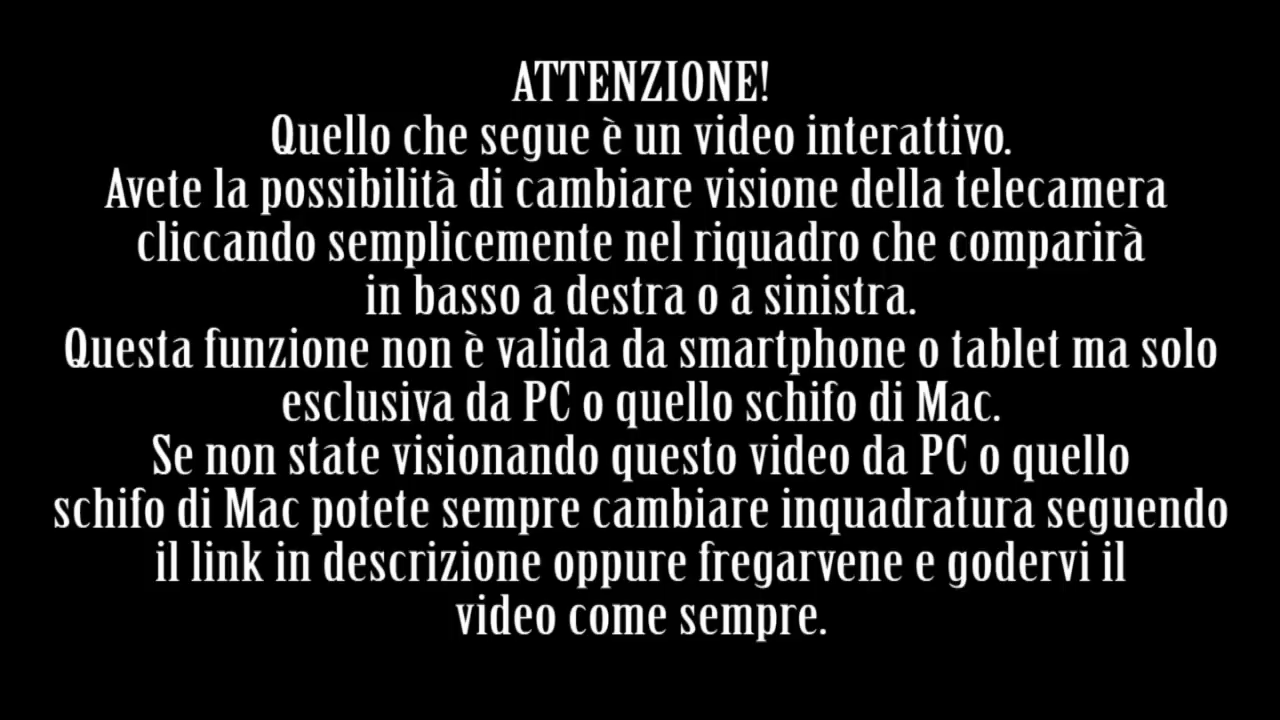 ATTENZIONE!
Quello che segue è un video interattivo.
Avete la possibilità di cambiare visione della telecamera
cliccando semplicemente nel riquadro che comparirà
in basso a destra o a sinistra.
Questa funzione non è valida da smartphone o tablet ma solo
esclusiva da PC o quello schifo di Mac.
Se non state visionando questo video da PC o quello
schifo di Mac potete sempre cambiare inquadratura seguendo
il link in descrizione oppure fregarvene e godervi il
video come sempre.